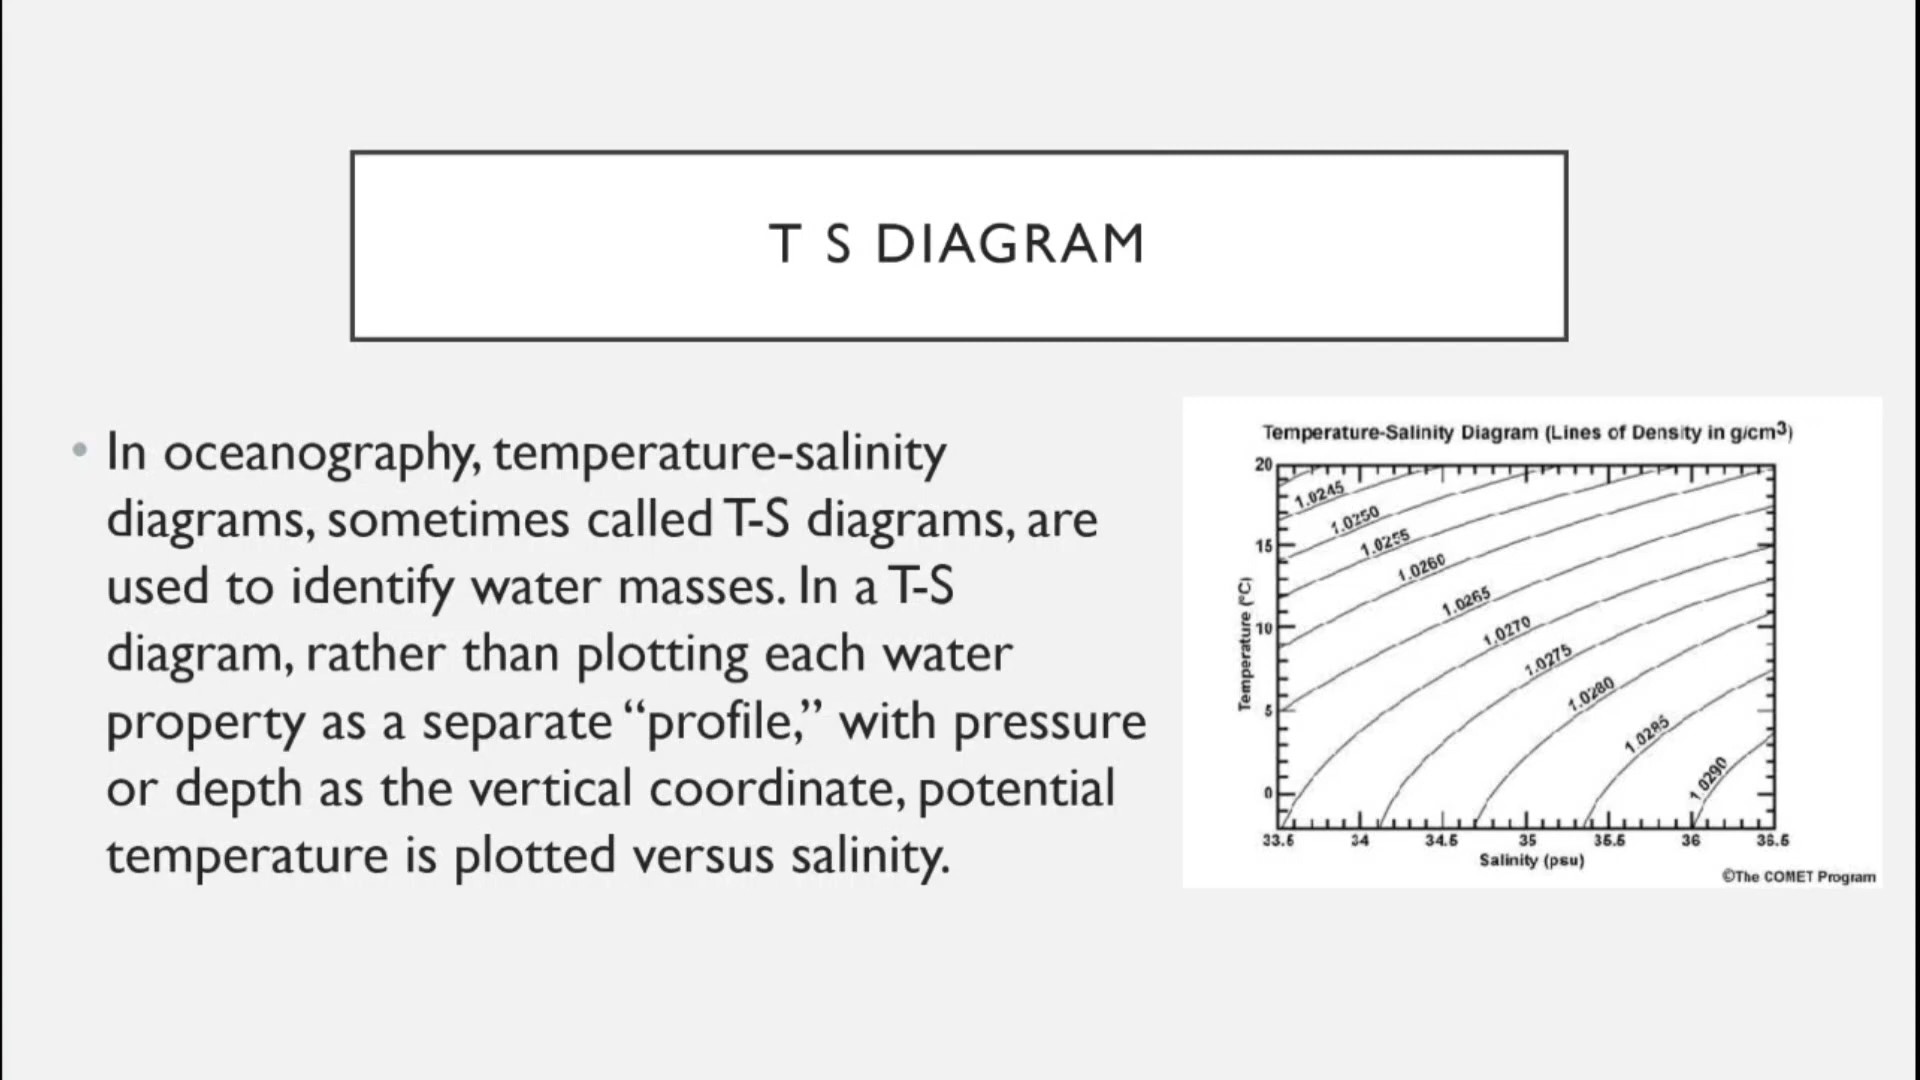 T S DIAGRAM
• In oceanography, temperature-salinity
diagrams, sometimes called T-S diagrams, are
used to identify water masses. In a T-S
diagram, rather than plotting each water
property as a separate “profile,” with pressure
or depth as the vertical coordinate, potential
temperature is plotted versus salinity.
Temperature-Salinity Diagram (Lines of Density in g/cm3)
20
15
10
5
0
Temperature (°C)
1.0245
1.0250
1.0255
1.0260
1.0265
1.0270
1.0275
1.0280
1.0285
1.0290
33.5 34 34.5 35 35.5 36 36.5
Salinity (psu)
©The COMET Program